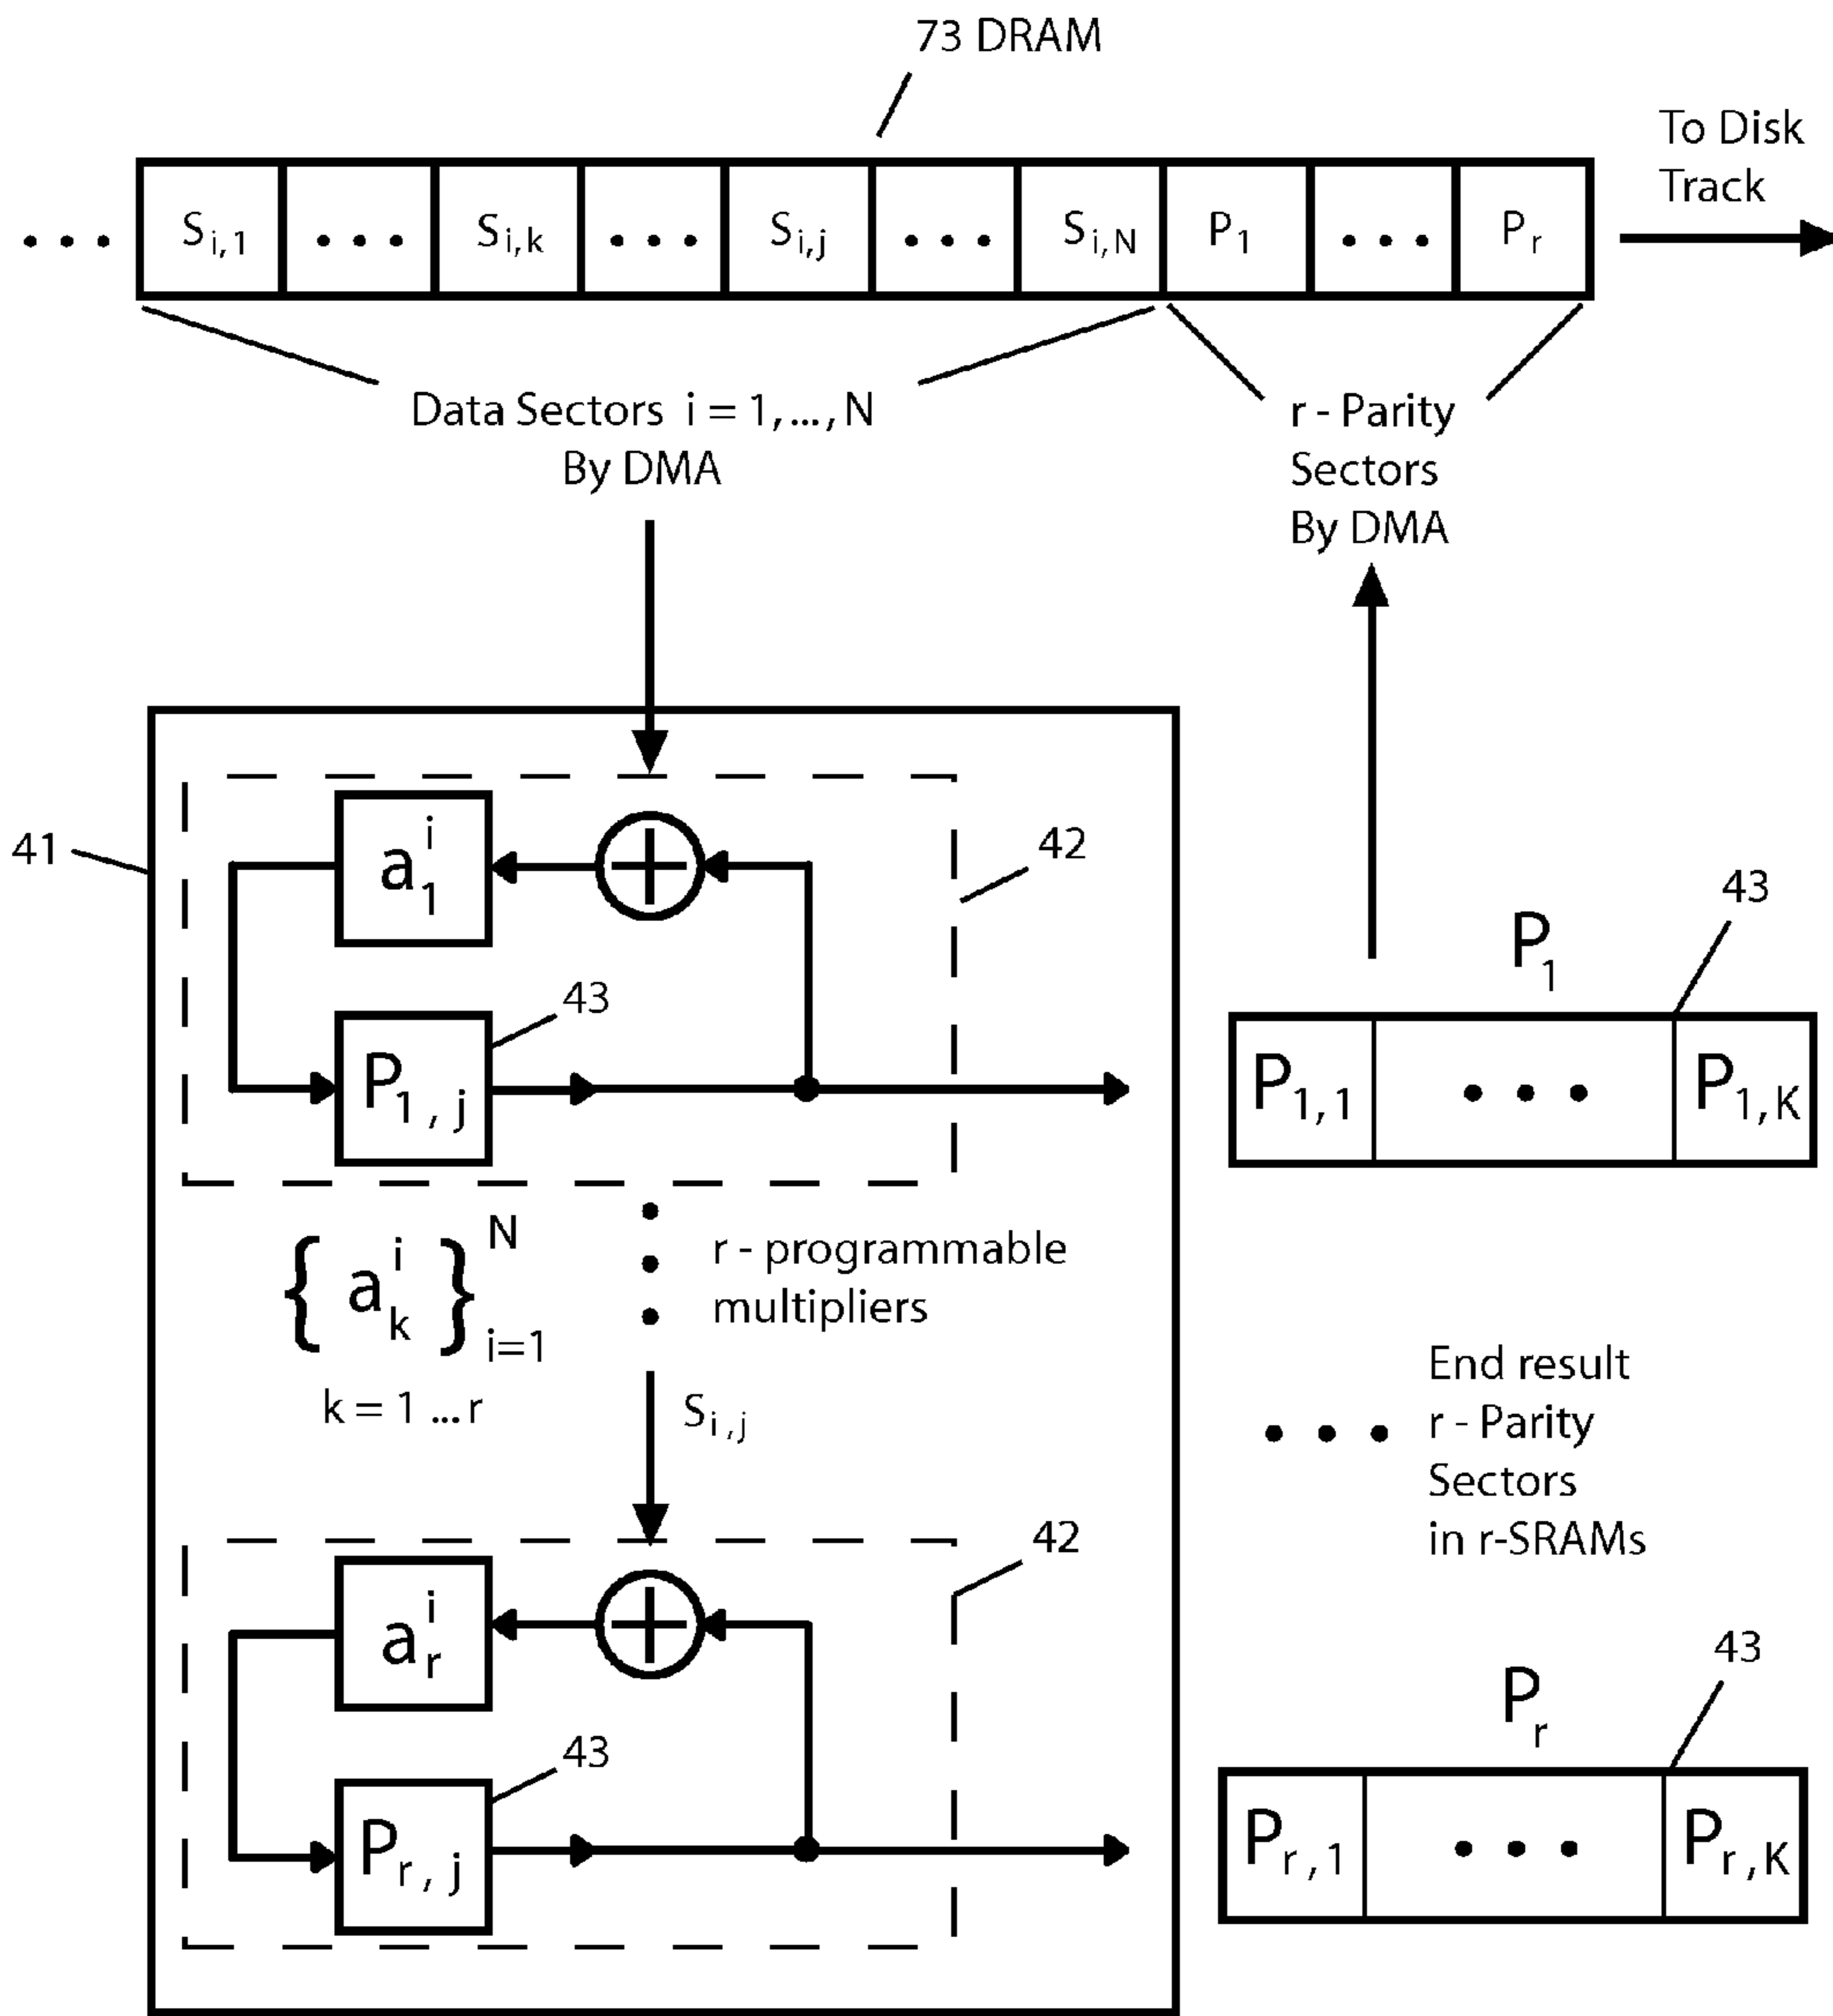 73 DRAM
To Disk
Track
... S i,1 ... S i,k ... S i,j ... S i,N P 1 ... P r
Data Sectors i = 1, ..., N
By DMA
r - Parity
Sectors
By DMA
41
a 1 i
42
43
P 1, j
P 1
43
P 1,1 ... P 1,K
{ a k i } N i=1
k = 1 ... r
r - programmable
multipliers
S i,j
End result
... r - Parity
Sectors
in r-SRAMs
42
a r i
43
P r, j
P r
43
P r,1 ... P r,K